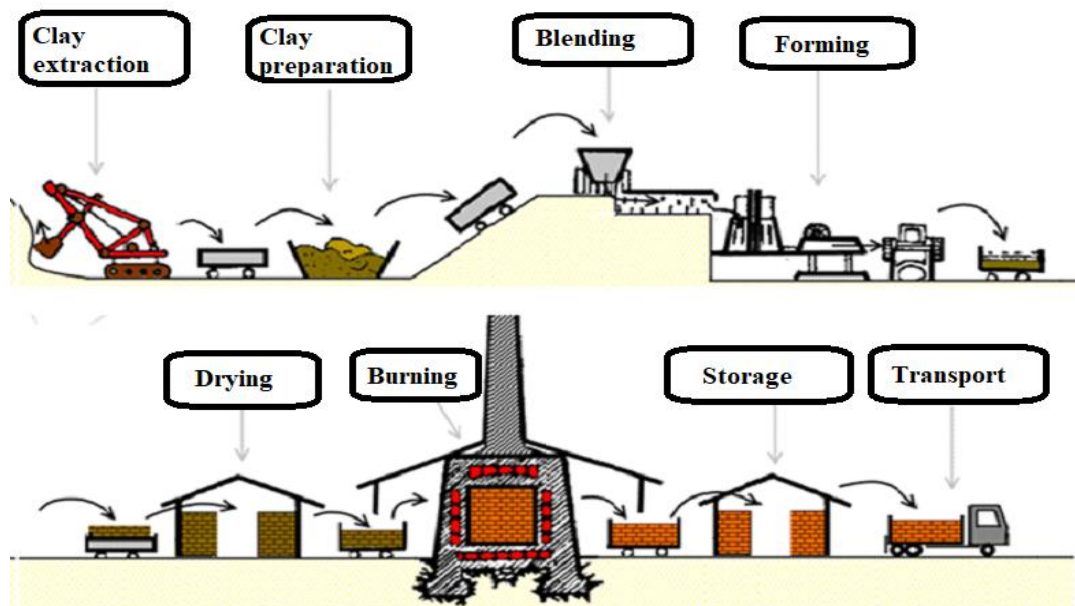 Clay
extraction
Clay
preparation
Blending
Forming
Drying
Burning
Storage
Transport